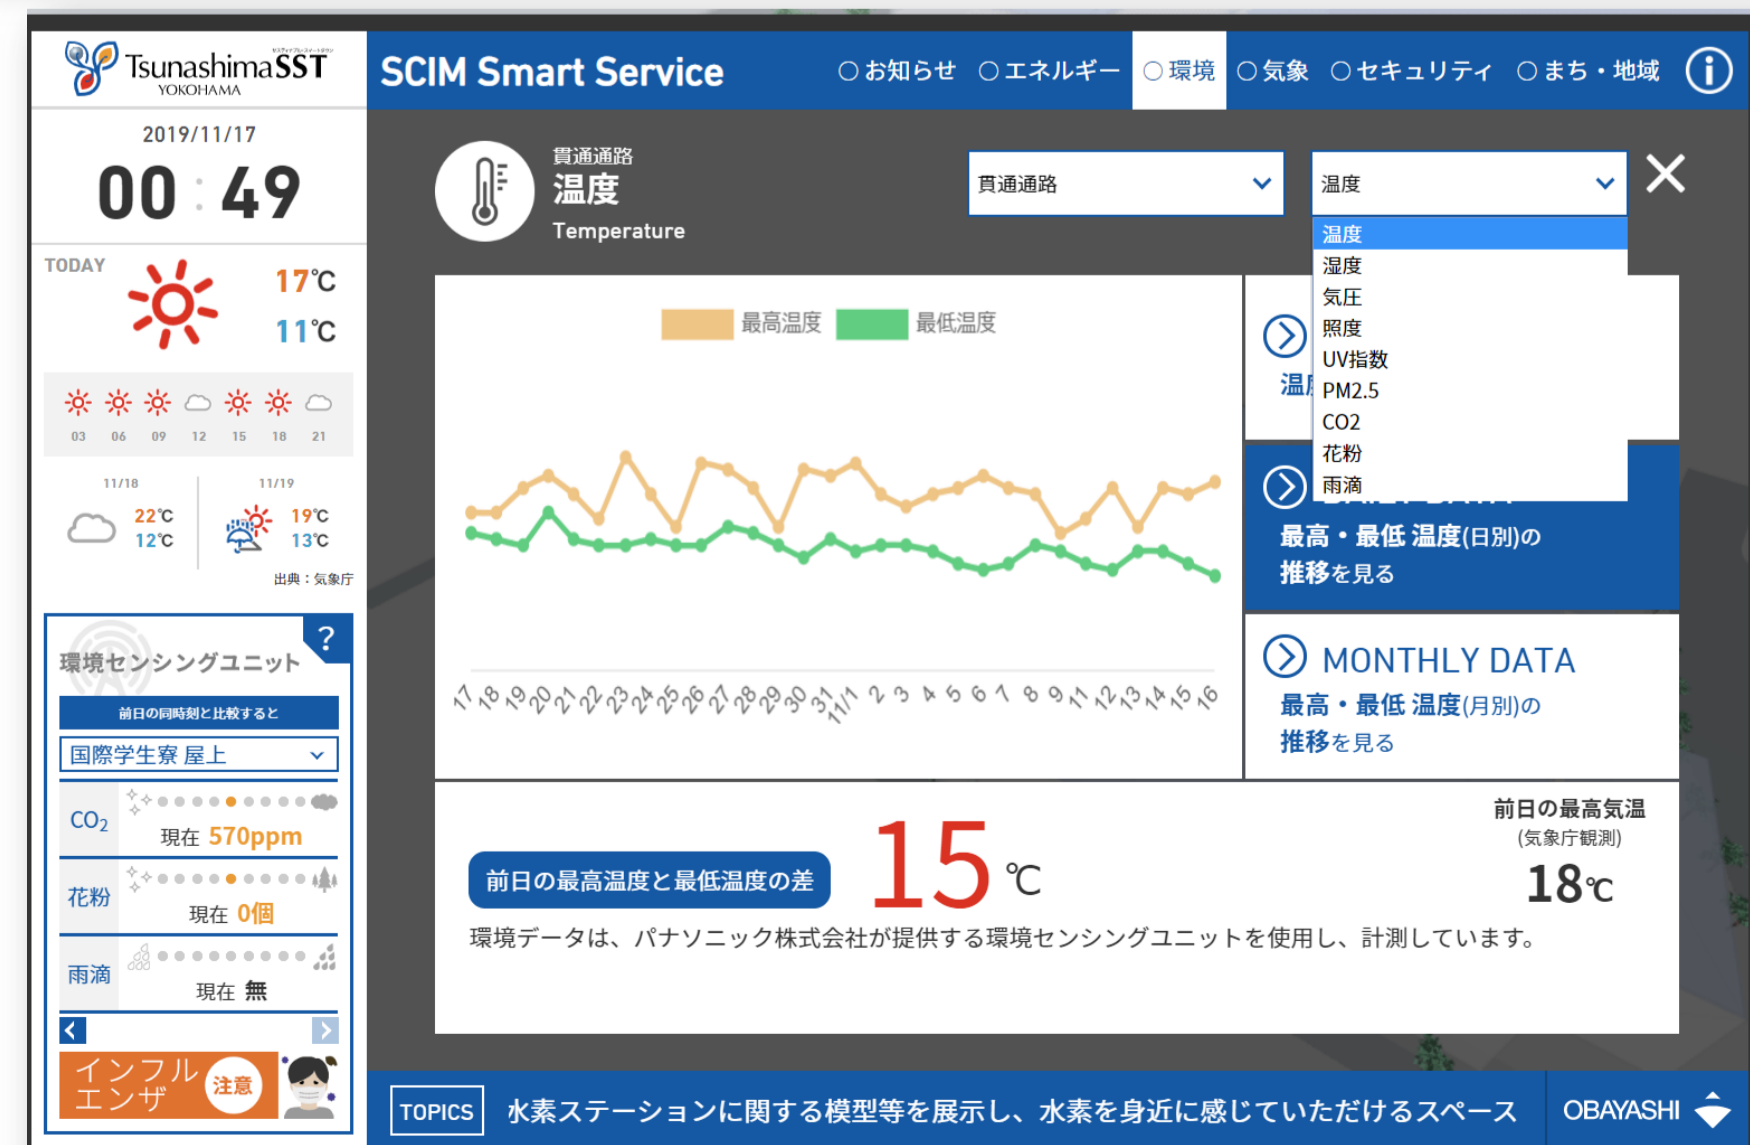 サスティナブル・スマートタウン
Tsunashima SST
YOKOHAMA
SCIM Smart Service
お知らせ
エネルギー
環境
気象
セキュリティ
まち・地域
i
2019/11/17
00:49
TODAY
17℃
11℃
03 06 09 12 15 18 21
11/18
22℃
12℃
11/19
19℃
13℃
出典：気象庁
環境センシングユニット
?
前日の同時刻と比較すると
国際学生寮 屋上
CO2
現在 570ppm
花粉
現在 0個
雨滴
現在 無
インフル
エンザ
注意
貫通通路
温度
Temperature
貫通通路
温度
温度
湿度
気圧
照度
UV指数
PM2.5
CO2
花粉
雨滴
最高温度
最低温度
17 18 19 20 21 22 23 24 25 26 27 28 29 30 31 11/1 2 3 4 5 6 7 8 9 11 12 13 14 15 16
最高・最低 温度(日別)の
推移を見る
MONTHLY DATA
最高・最低 温度(月別)の
推移を見る
前日の最高温度と最低温度の差
15℃
前日の最高気温
(気象庁観測)
18℃
環境データは、パナソニック株式会社が提供する環境センシングユニットを使用し、計測しています。
TOPICS
水素ステーションに関する模型等を展示し、水素を身近に感じていただけるスペース
OBAYASHI